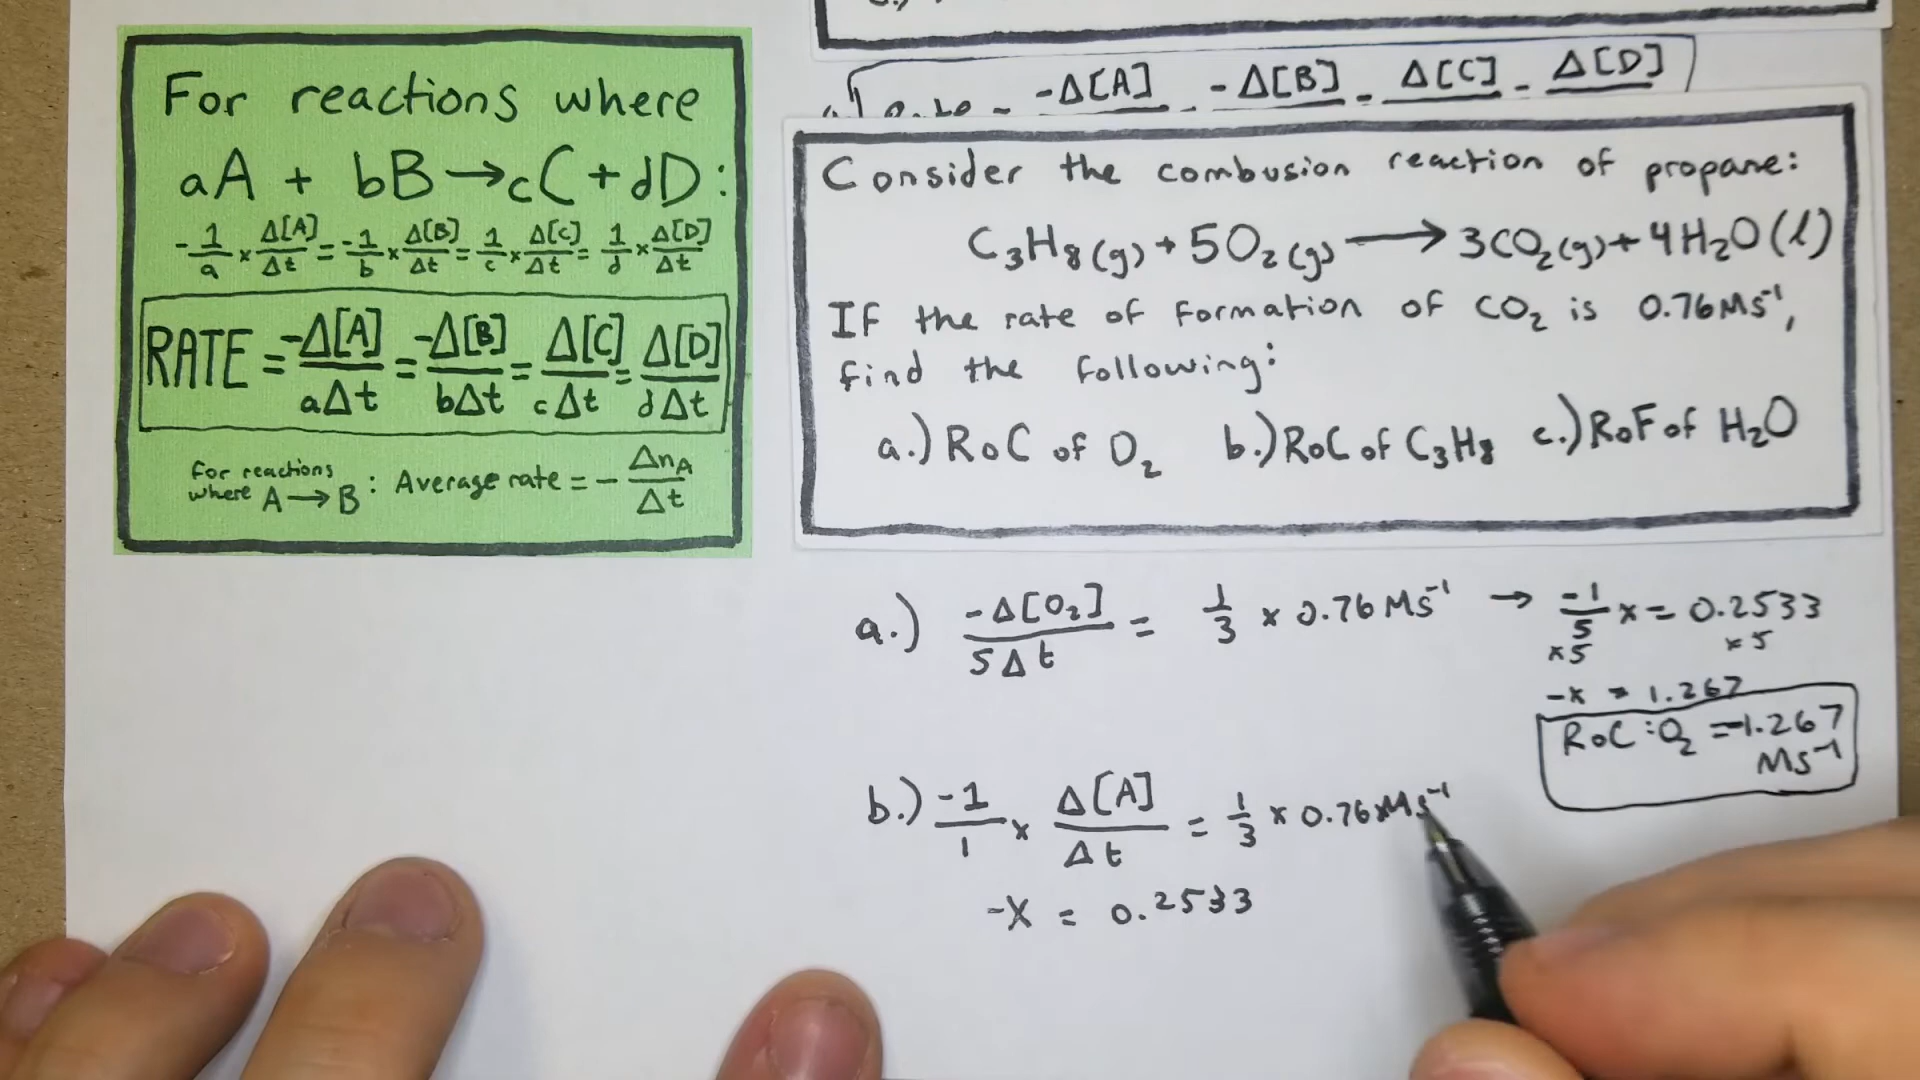 For reactions where
aA + bB → cC + dD:
-1/a × Δ[A]/Δt = -1/b × Δ[B]/Δt = 1/c × Δ[C]/Δt = 1/d × Δ[D]/Δt
RATE = -Δ[A]/aΔt = -Δ[B]/bΔt = Δ[C]/cΔt = Δ[D]/dΔt
for reactions where A → B : Average rate = - ΔnA/Δt
-Δ[A] - -Δ[B] = Δ[C] - Δ[D]
Consider the combusion reaction of propane:
C₃H₈(g) + 5O₂(g) → 3CO₂(g) + 4H₂O(l)
If the rate of formation of CO₂ is 0.76Ms⁻¹,
find the following:
a.) RoC of O₂ b.) RoC of C₃H₈ c.) RoF of H₂O
a.) -Δ[O₂]/5Δt = 1/3 × 0.76Ms⁻¹ → -1/5 x = 0.2533
×5 ×5
-x = 1.267
RoC : O₂ = -1.267
Ms⁻¹
b.) -1/1 × Δ[A]/Δt = 1/3 × 0.76×Ms⁻¹
-x = 0.2533